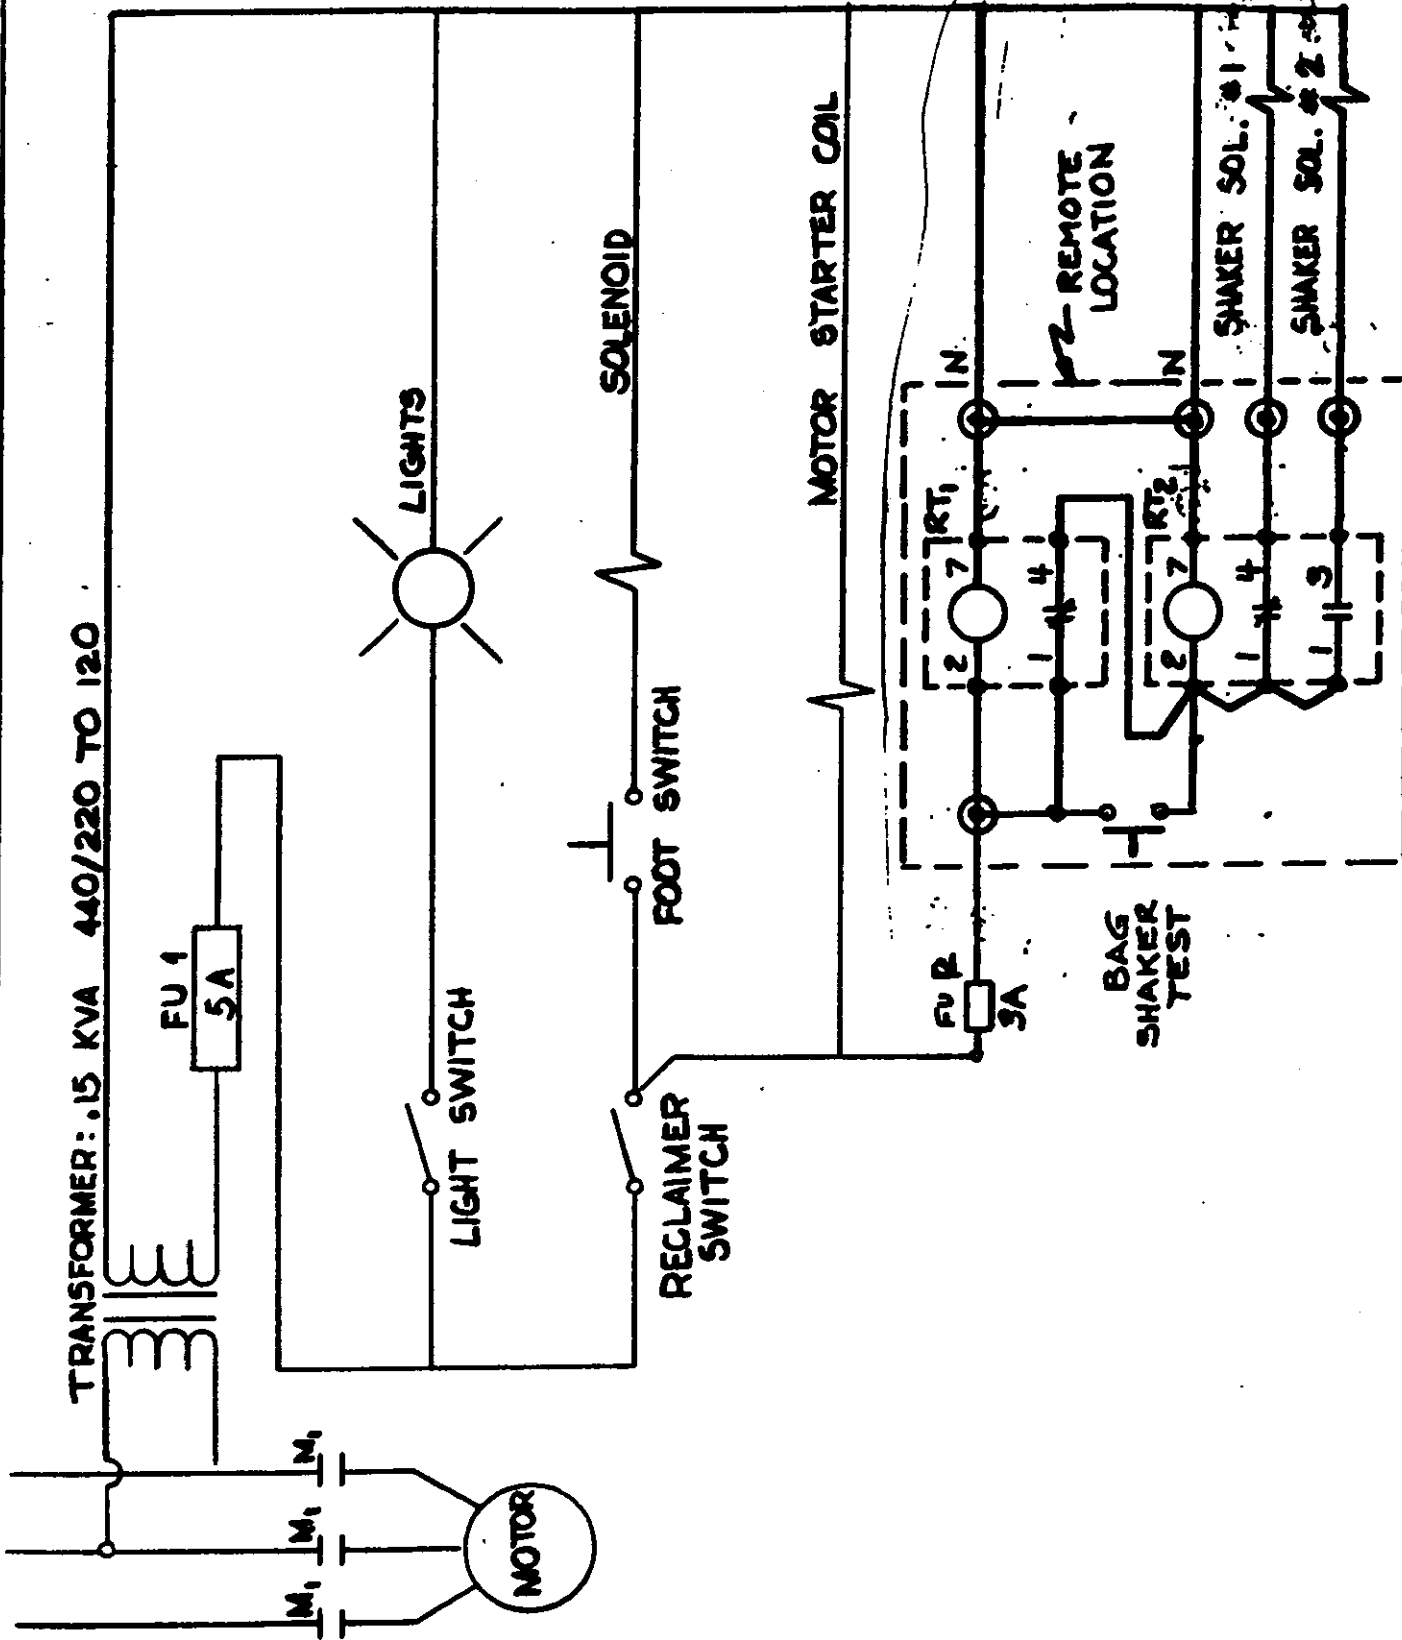 TRANSFORMER: .15 KVA 440/220 TO 120
FU 1
5A
LIGHTS
LIGHT SWITCH
SOLENOID
FOOT SWITCH
RECLAIMER
SWITCH
MOTOR STARTER COIL
M1
M1
M1
MOTOR
REMOTE
LOCATION
N
RT1
2
7
1
4
FU 2
3A
BAG
SHAKER
TEST
N
RT2
2
7
1
4
1
3
SHAKER SOL. #1
SHAKER SOL. #2